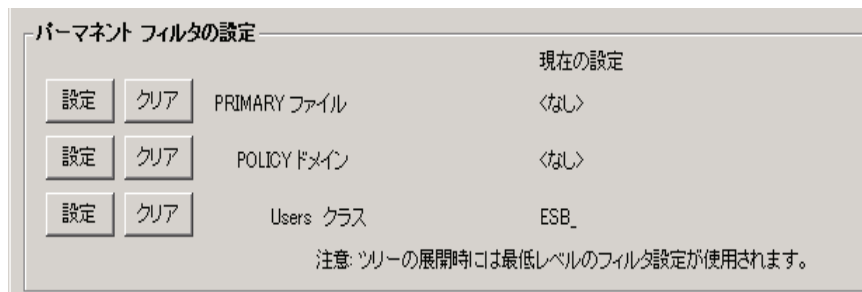 パーマネント フィルタの設定
現在の設定
設定 クリア PRIMARY ファイル 〈なし〉
設定 クリア POLICY ドメイン 〈なし〉
設定 クリア Users クラス ESB_
注意: ツリーの展開時には最低レベルのフィルタ設定が使用されます。